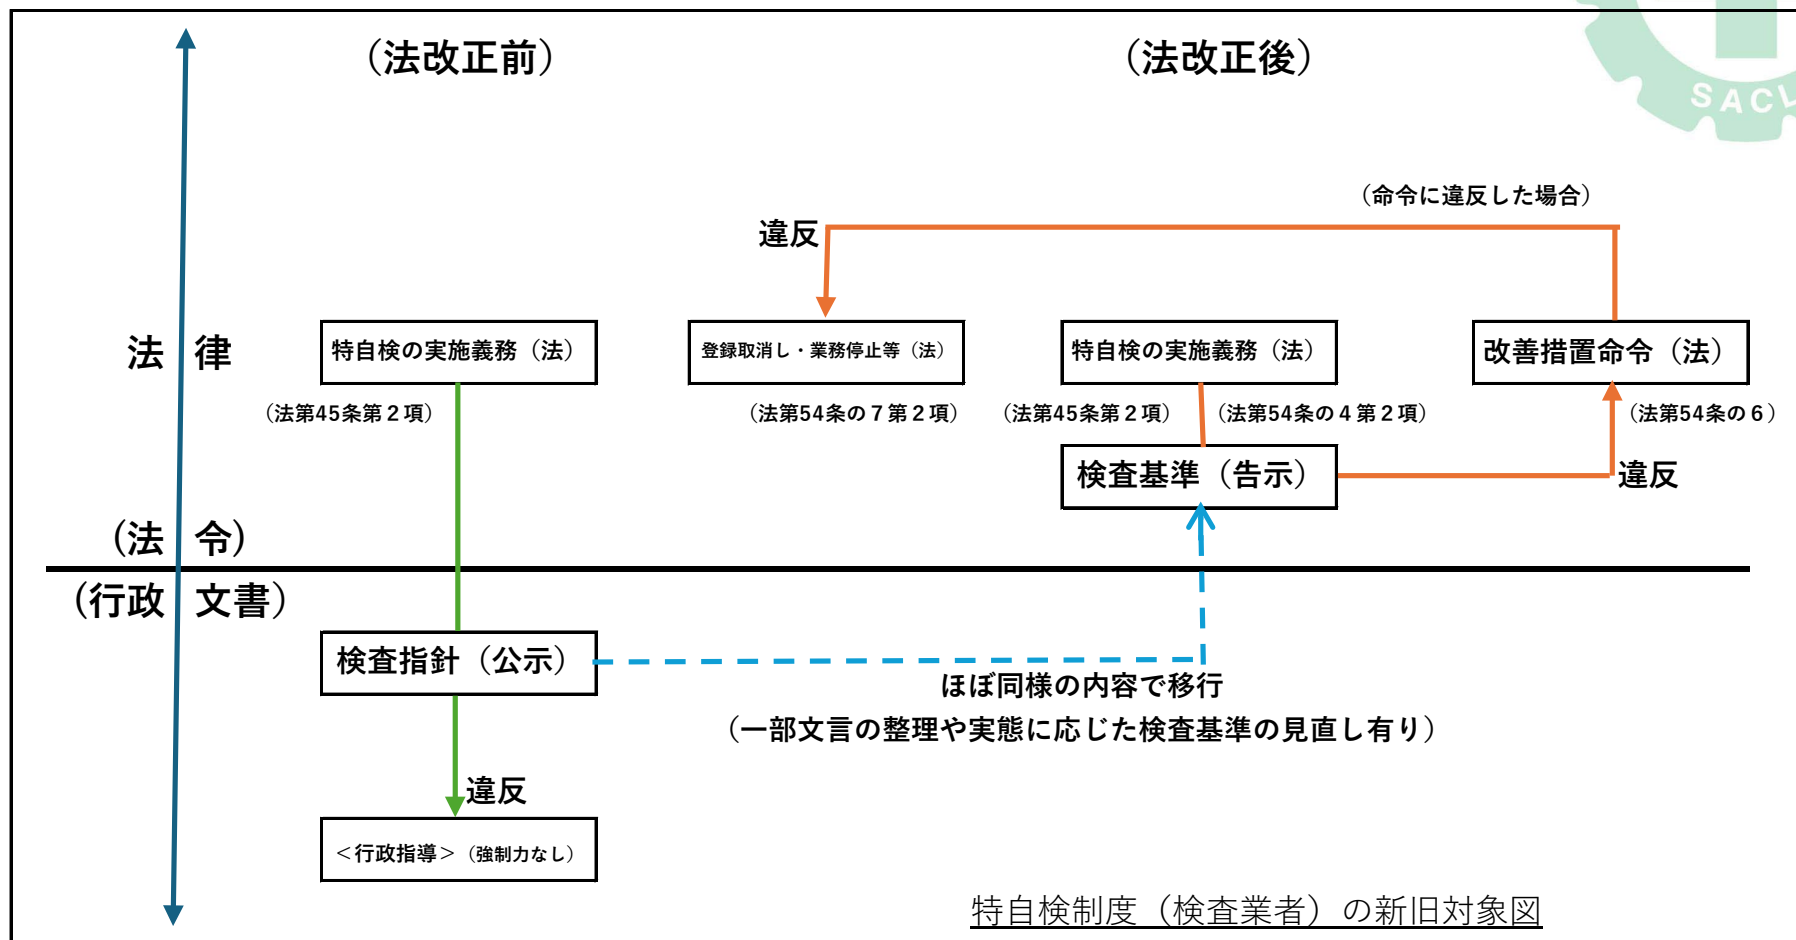 （法改正前）
（法改正後）
SACL
（命令に違反した場合）
違反
法 律
特自検の実施義務（法）
登録取消し・業務停止等（法）
特自検の実施義務（法）
改善措置命令（法）
（法第45条第２項）
（法第54条の７第２項）
（法第45条第２項）
（法第54条の４第２項）
（法第54条の６）
検査基準（告示）
違反
（法 令）
（行政 文書）
検査指針（公示）
ほぼ同様の内容で移行
（一部文言の整理や実態に応じた検査基準の見直し有り）
違反
＜行政指導＞（強制力なし）
特自検制度（検査業者）の新旧対象図